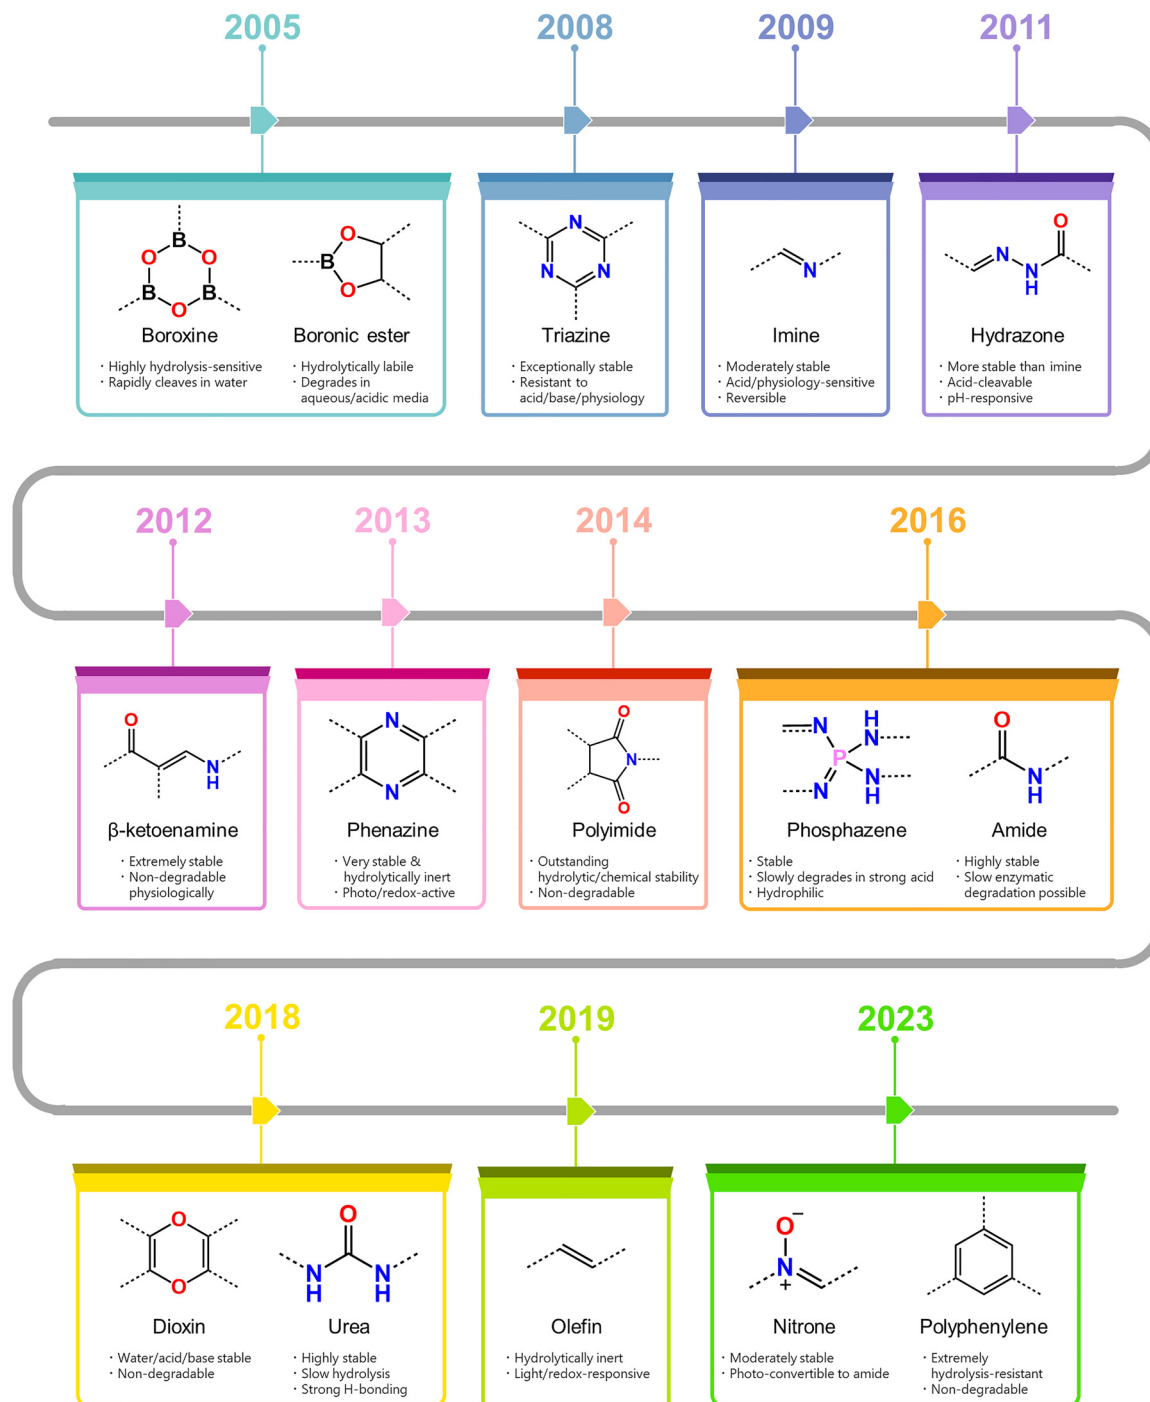 2005
2008
2009
2011
B
O
O
B
B
O
Boroxine
· Highly hydrolysis-sensitive
· Rapidly cleaves in water
O
B
O
Boronic ester
· Hydrolytically labile
· Degrades in
aqueous/acidic media
N
N
N
Triazine
· Exceptionally stable
· Resistant to
acid/base/physiology
N
Imine
· Moderately stable
· Acid/physiology-sensitive
· Reversible
O
N
N
H
Hydrazone
· More stable than imine
· Acid-cleavable
· pH-responsive
2012
2013
2014
2016
O
N
H
β-ketoenamine
· Extremely stable
· Non-degradable
physiologically
N
N
Phenazine
· Very stable &
hydrolytically inert
· Photo/redox-active
O
N
O
Polyimide
· Outstanding
hydrolytic/chemical stability
· Non-degradable
H
N
N
P
N
N
H
Phosphazene
· Stable
· Slowly degrades in strong acid
· Hydrophilic
O
N
H
Amide
· Highly stable
· Slow enzymatic
degradation possible
2018
2019
2023
O
O
Dioxin
· Water/acid/base stable
· Non-degradable
O
N N
H H
Urea
· Highly stable
· Slow hydrolysis
· Strong H-bonding
Olefin
· Hydrolytically inert
· Light/redox-responsive
O−
N
+
Nitrone
· Moderately stable
· Photo-convertible to amide
Polyphenylene
· Extremely
hydrolysis-resistant
· Non-degradable